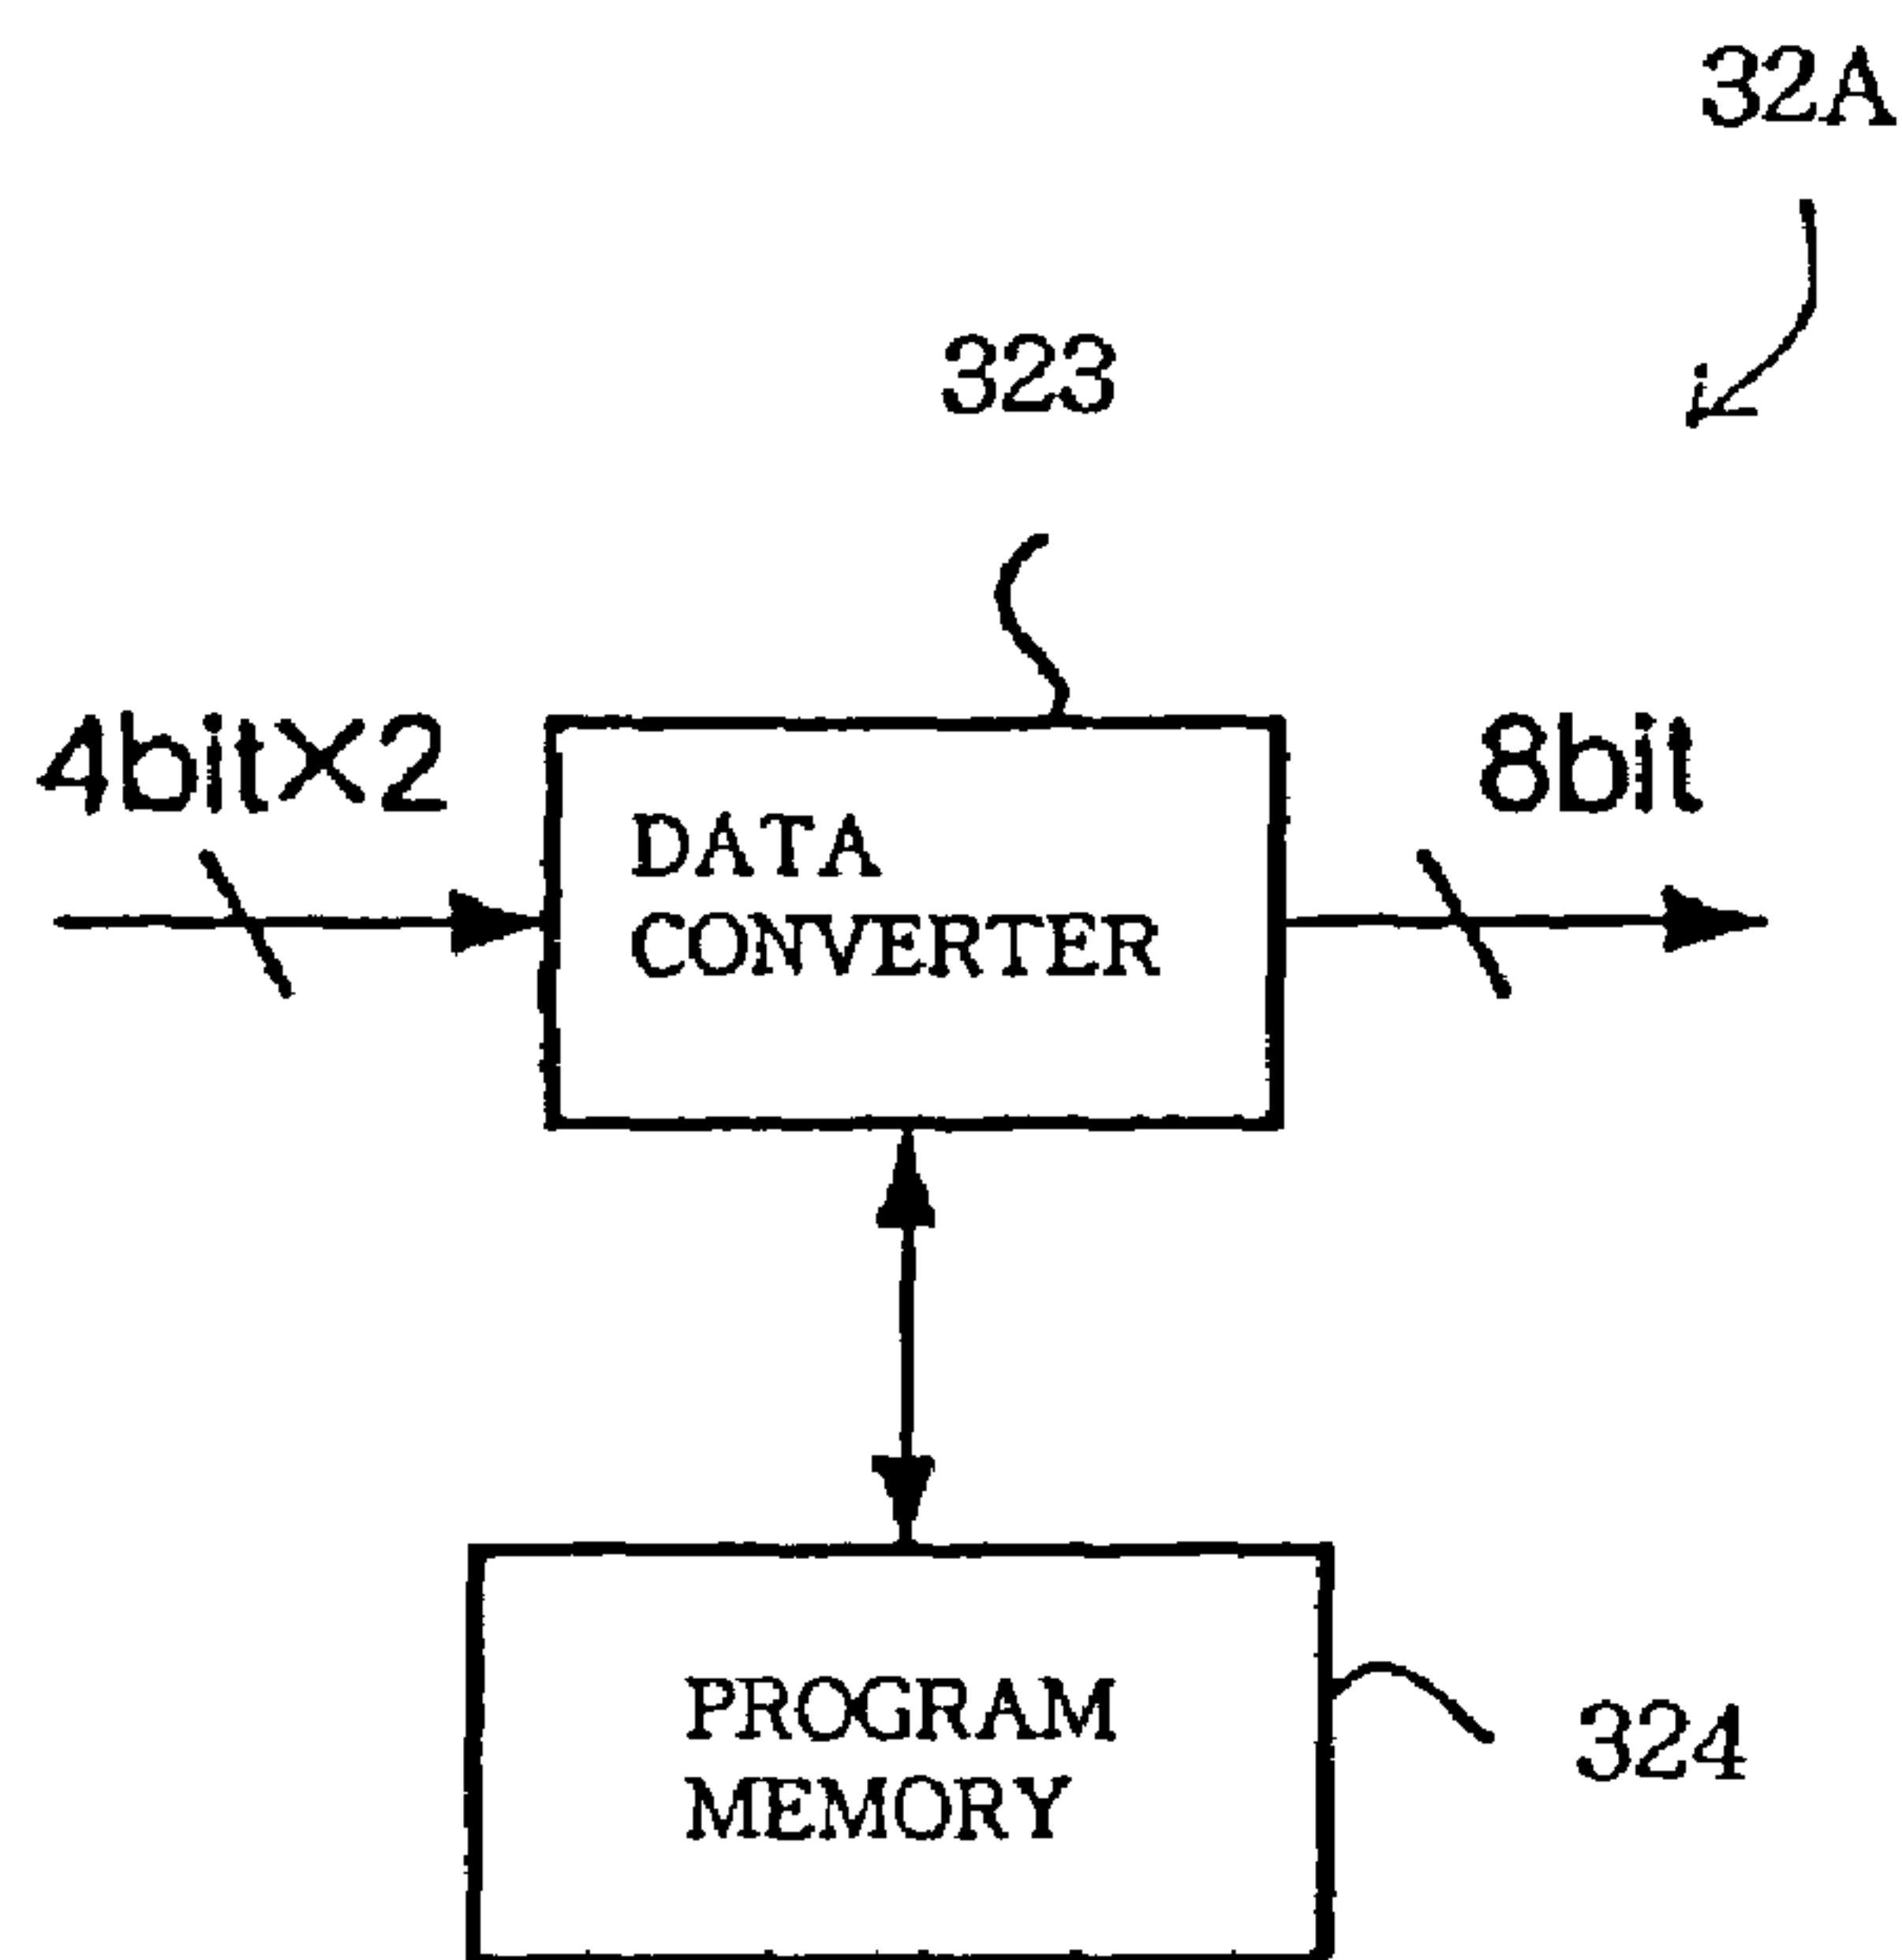 32A
323
4bit×2
8bit
DATA
CONVERTER
PROGRAM
MEMORY
324